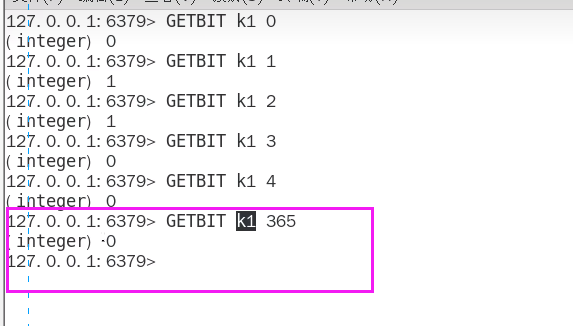 127.0.0.1:6379> GETBIT k1 0
(integer) 0
127.0.0.1:6379> GETBIT k1 1
(integer) 1
127.0.0.1:6379> GETBIT k1 2
(integer) 1
127.0.0.1:6379> GETBIT k1 3
(integer) 0
127.0.0.1:6379> GETBIT k1 4
(integer) 0
127.0.0.1:6379> GETBIT k1 365
(integer) 0
127.0.0.1:6379>